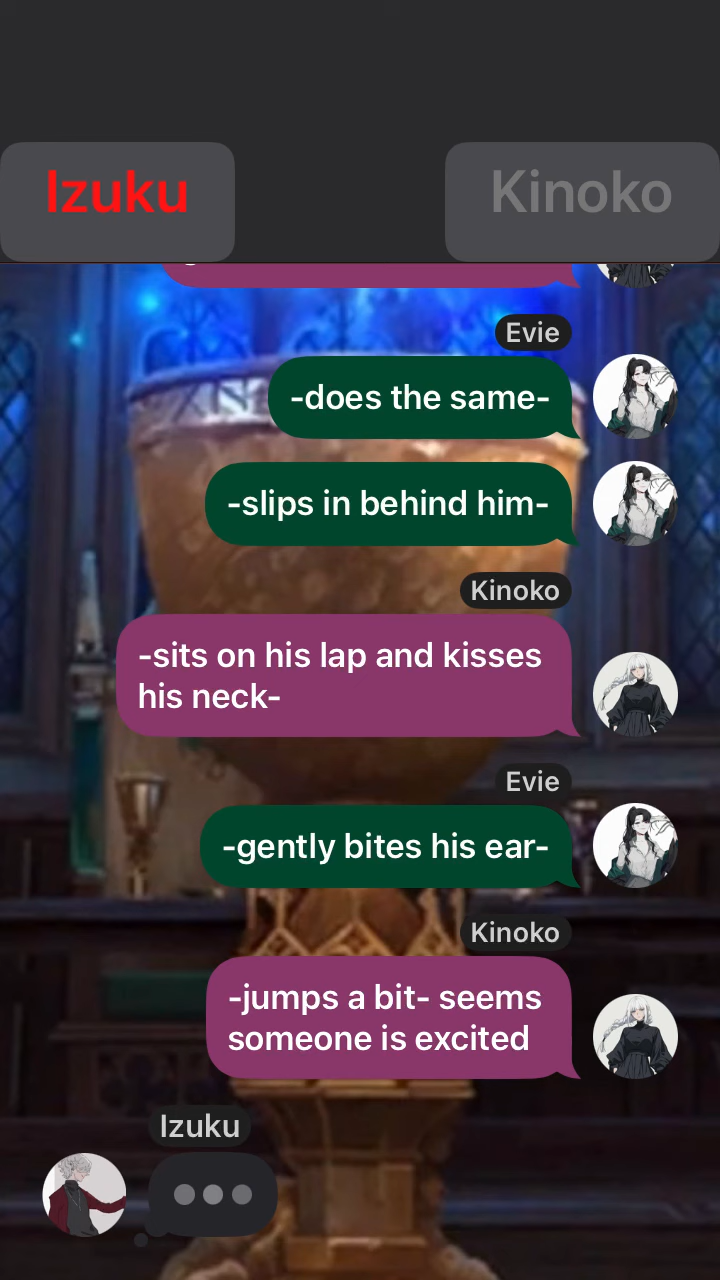 Izuku
Kinoko
Evie
-does the same-
-slips in behind him-
Kinoko
-sits on his lap and kisses
his neck-
Evie
-gently bites his ear-
Kinoko
-jumps a bit- seems
someone is excited
Izuku